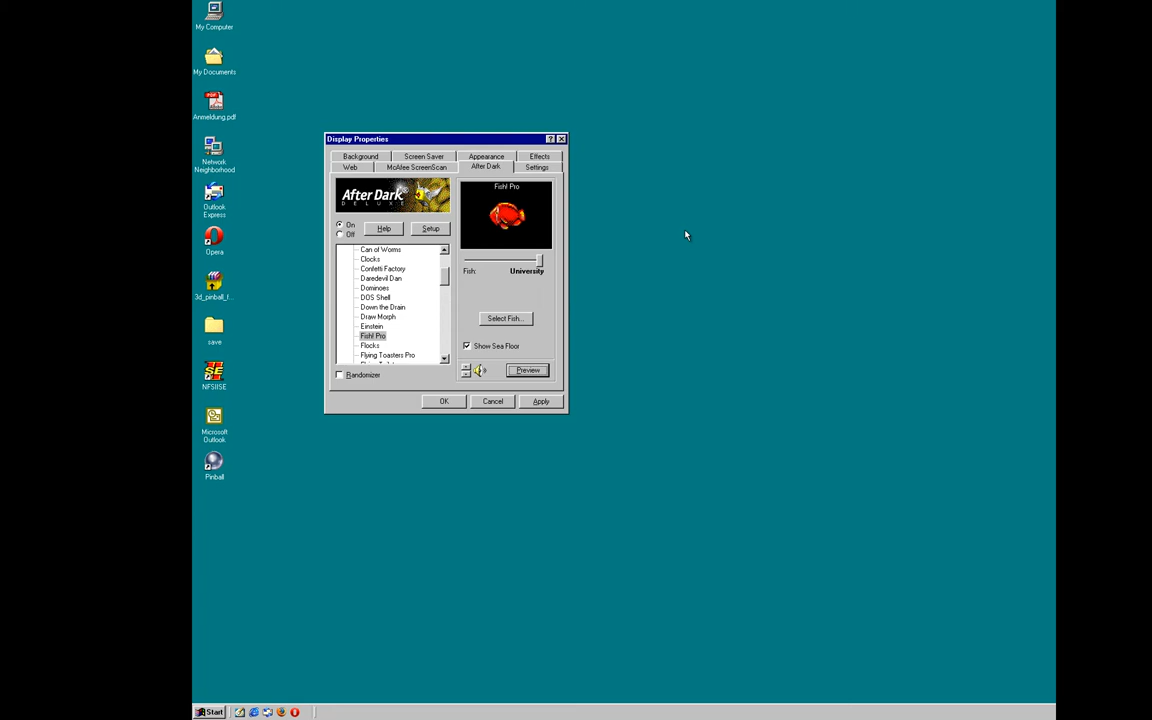 My Computer
My Documents
Anmeldung.pdf
Network
Neighborhood
Outlook
Express
Opera
3d_pinball_f...
save
NFSIISE
Microsoft
Outlook
Pinball
Display Properties
Background
Screen Saver
Appearance
Effects
Web
McAfee ScreenScan
After Dark
Settings
After Dark®
DELUXE
On
Off
Help
Setup
Can of Worms
Clocks
Confetti Factory
Daredevil Dan
Dominoes
DOS Shell
Down the Drain
Draw Morph
Einstein
Fish! Pro
Flocks
Flying Toasters Pro
Randomizer
Fish! Pro
Fish: University
Select Fish...
Show Sea Floor
Preview
OK
Cancel
Apply
Start